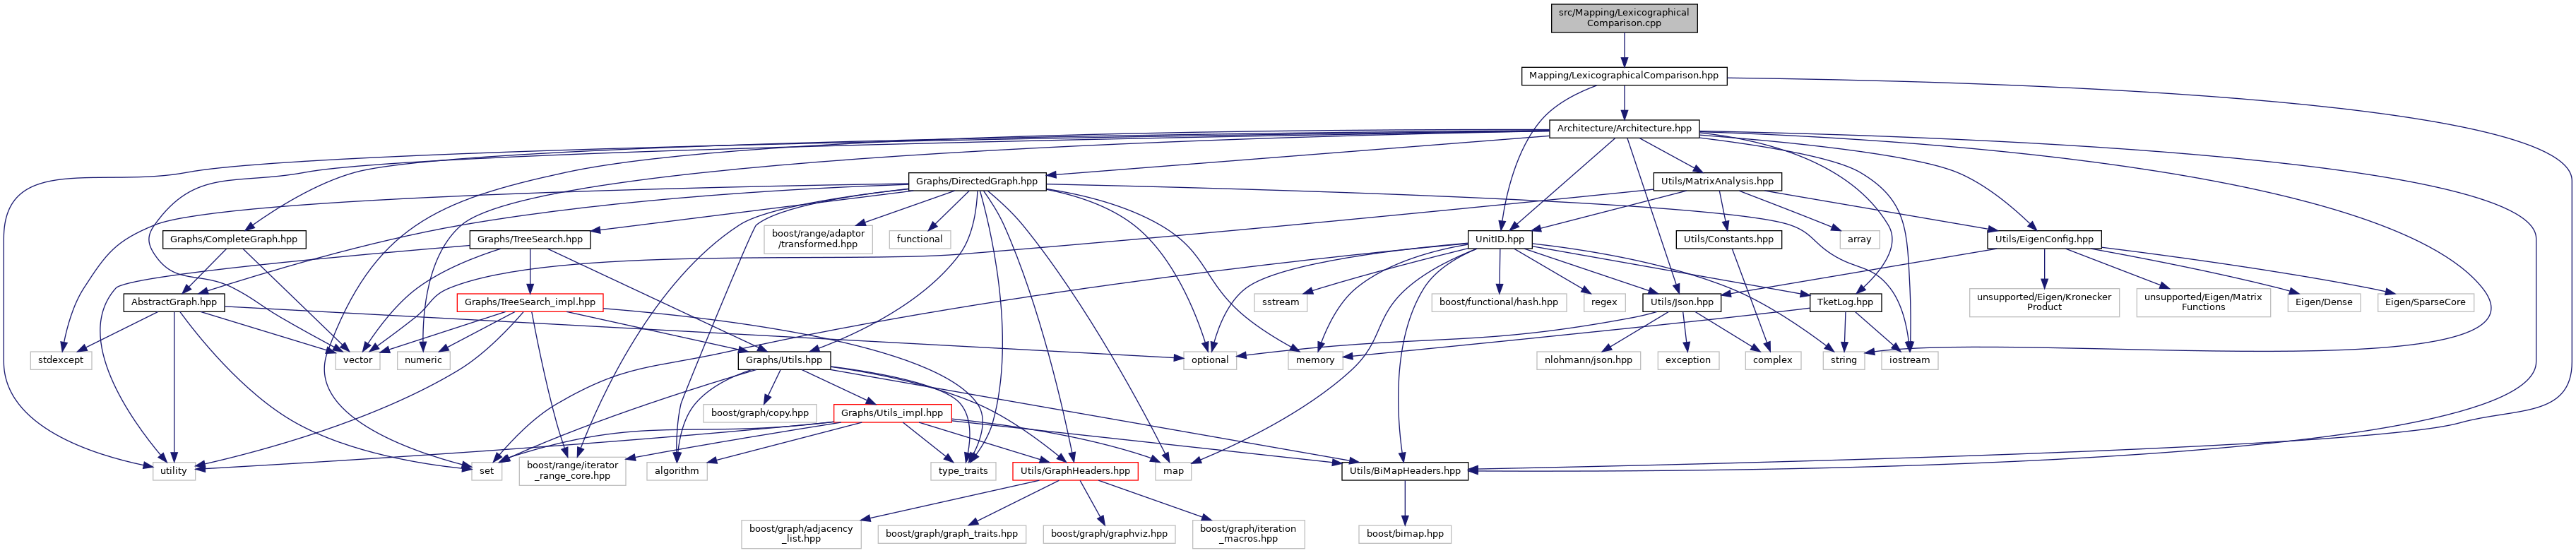 src/Mapping/Lexicographical
Comparison.cpp
Mapping/LexicographicalComparison.hpp
Architecture/Architecture.hpp
Graphs/DirectedGraph.hpp
Utils/MatrixAnalysis.hpp
Graphs/CompleteGraph.hpp
Graphs/TreeSearch.hpp
boost/range/adaptor
/transformed.hpp
functional
UnitID.hpp
Utils/Constants.hpp
array
Utils/EigenConfig.hpp
AbstractGraph.hpp
Graphs/TreeSearch_impl.hpp
sstream
boost/functional/hash.hpp
regex
Utils/Json.hpp
TketLog.hpp
unsupported/Eigen/Kronecker
Product
unsupported/Eigen/Matrix
Functions
Eigen/Dense
Eigen/SparseCore
stdexcept
vector
numeric
Graphs/Utils.hpp
optional
memory
nlohmann/json.hpp
exception
complex
string
iostream
boost/graph/copy.hpp
Graphs/Utils_impl.hpp
utility
set
boost/range/iterator
_range_core.hpp
algorithm
type_traits
Utils/GraphHeaders.hpp
map
Utils/BiMapHeaders.hpp
boost/graph/adjacency
_list.hpp
boost/graph/graph_traits.hpp
boost/graph/graphviz.hpp
boost/graph/iteration
_macros.hpp
boost/bimap.hpp